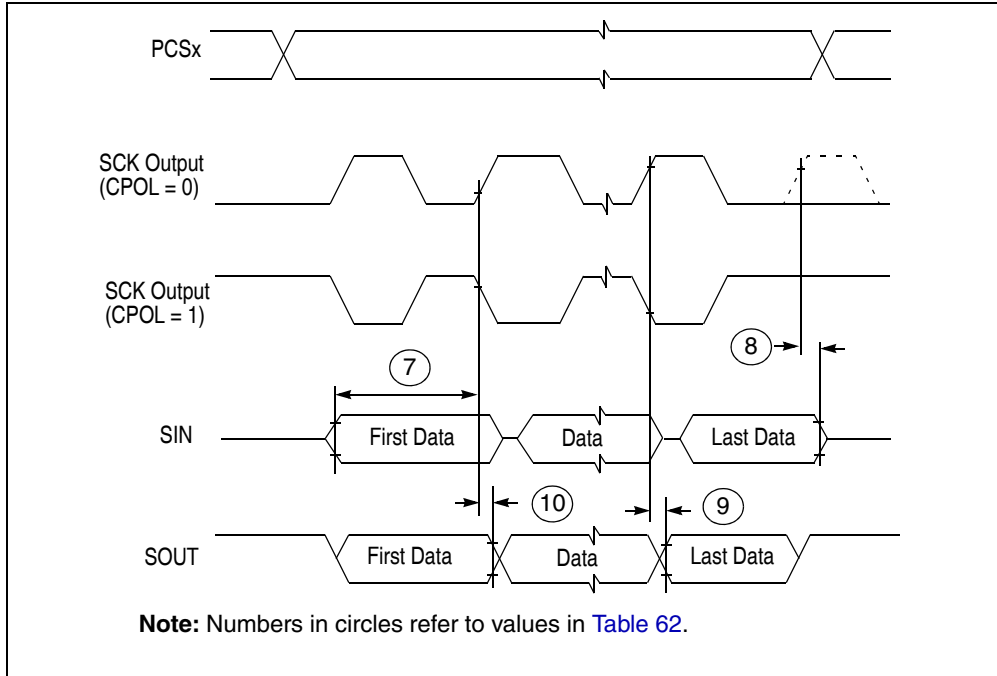 PCSx
SCK Output
(CPOL = 0)
SCK Output
(CPOL = 1)
8
7
SIN
First Data
Data
Last Data
10
9
SOUT
First Data
Data
Last Data
Note: Numbers in circles refer to values in Table 62.